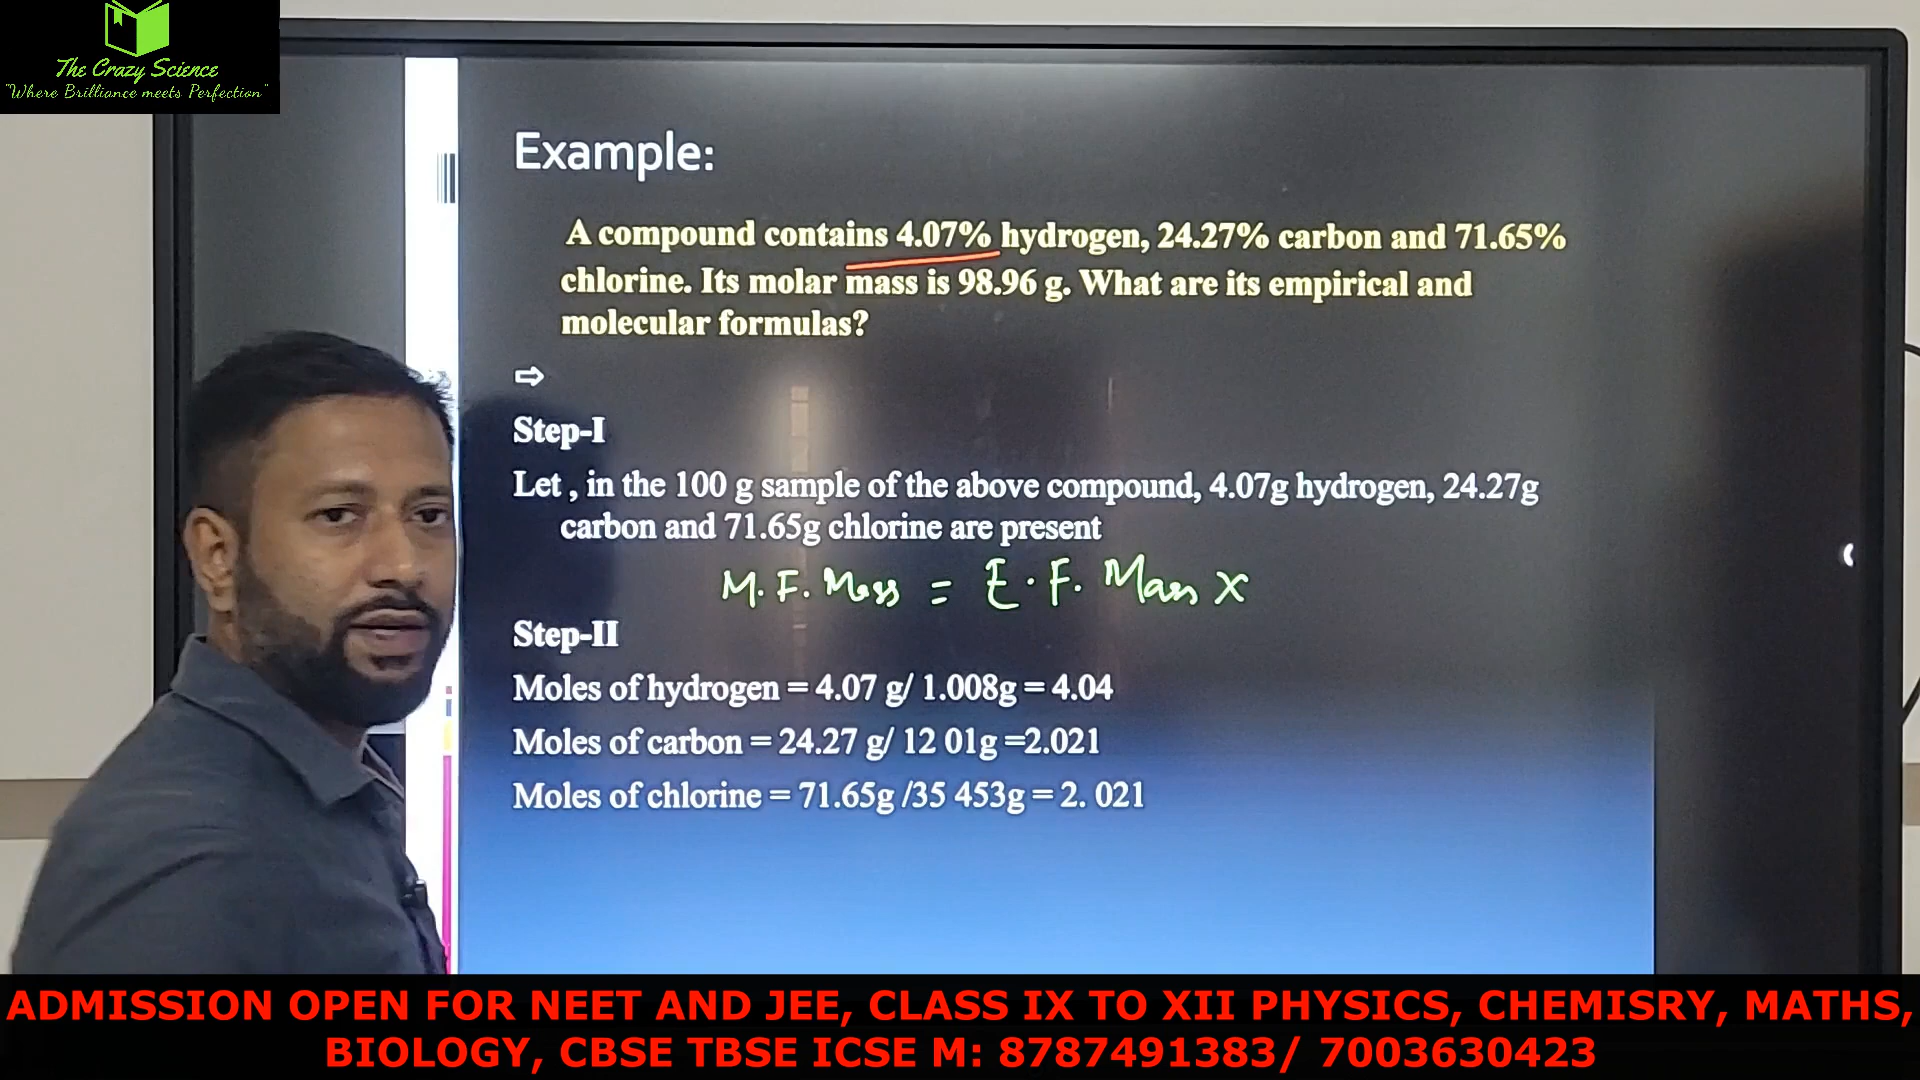 The Crazy Science
"Where Brilliance meets Perfection"
Example:
A compound contains 4.07% hydrogen, 24.27% carbon and 71.65%
chlorine. Its molar mass is 98.96 g. What are its empirical and
molecular formulas?
⇨
Step-I
Let , in the 100 g sample of the above compound, 4.07g hydrogen, 24.27g
carbon and 71.65g chlorine are present
M. F. Mass = E. F. Mass X
Step-II
Moles of hydrogen = 4.07 g/ 1.008g = 4.04
Moles of carbon = 24.27 g/ 12 01g =2.021
Moles of chlorine = 71.65g /35 453g = 2. 021
ADMISSION OPEN FOR NEET AND JEE, CLASS IX TO XII PHYSICS, CHEMISRY, MATHS,
BIOLOGY, CBSE TBSE ICSE M: 8787491383/ 7003630423